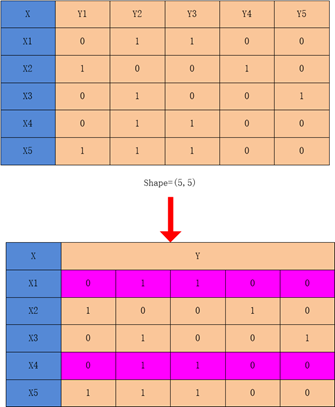 X Y1 Y2 Y3 Y4 Y5
X1 0 1 1 0 0
X2 1 0 0 1 0
X3 0 1 0 0 1
X4 0 1 1 0 0
X5 1 1 1 0 0
Shape=(5,5)
X Y
X1 0 1 1 0 0
X2 1 0 0 1 0
X3 0 1 0 0 1
X4 0 1 1 0 0
X5 1 1 1 0 0